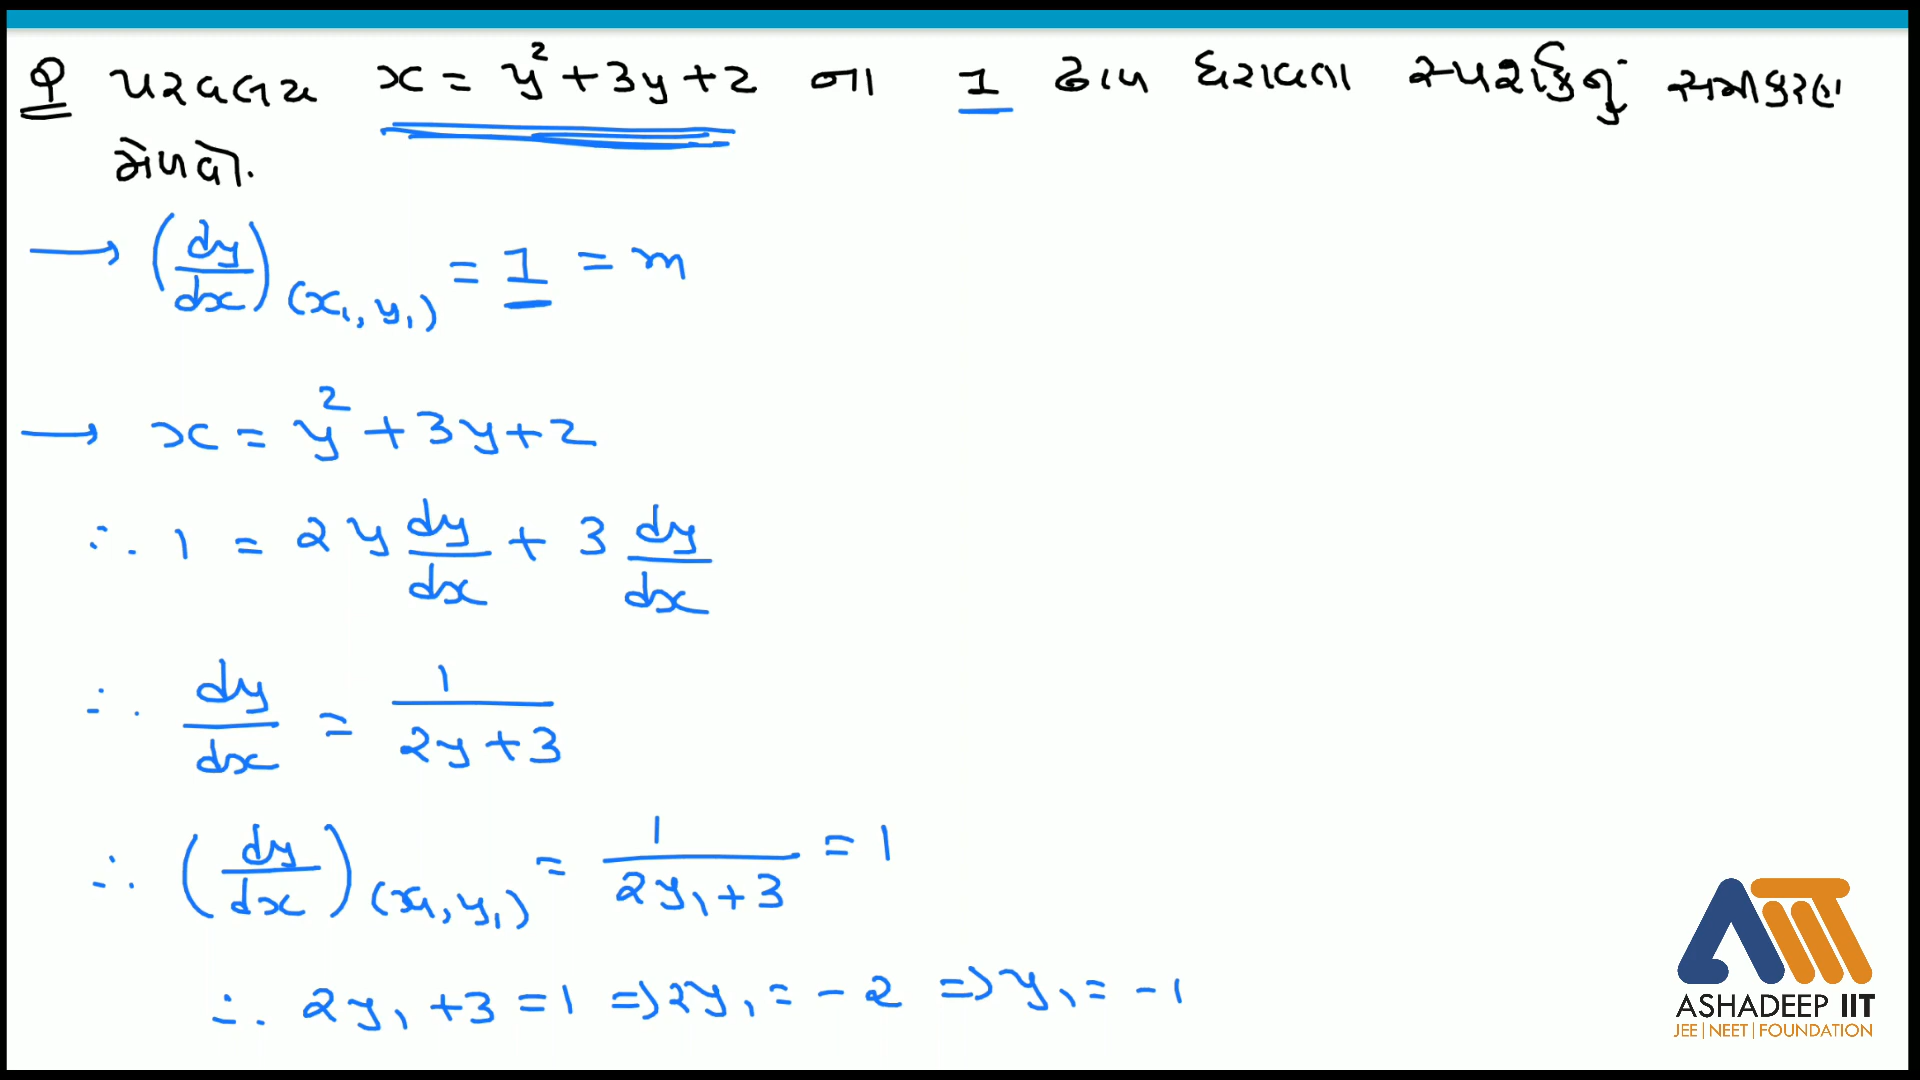 Q પરવલય x = y² + 3y + 2 ના 1 ઢાળ ધરાવતા સ્પર્શકનું સમીકરણ
મેળવો.
→ (dy/dx)(x₁, y₁) = 1 = m
→ x = y² + 3y + 2
∴ 1 = 2y dy/dx + 3 dy/dx
∴ dy/dx = 1/(2y + 3)
∴ (dy/dx)(x₁, y₁) = 1/(2y₁ + 3) = 1
∴ 2y₁ + 3 = 1 ⇒ 2y₁ = -2 ⇒ y₁ = -1
ASHADEEP IIT
JEE | NEET | FOUNDATION